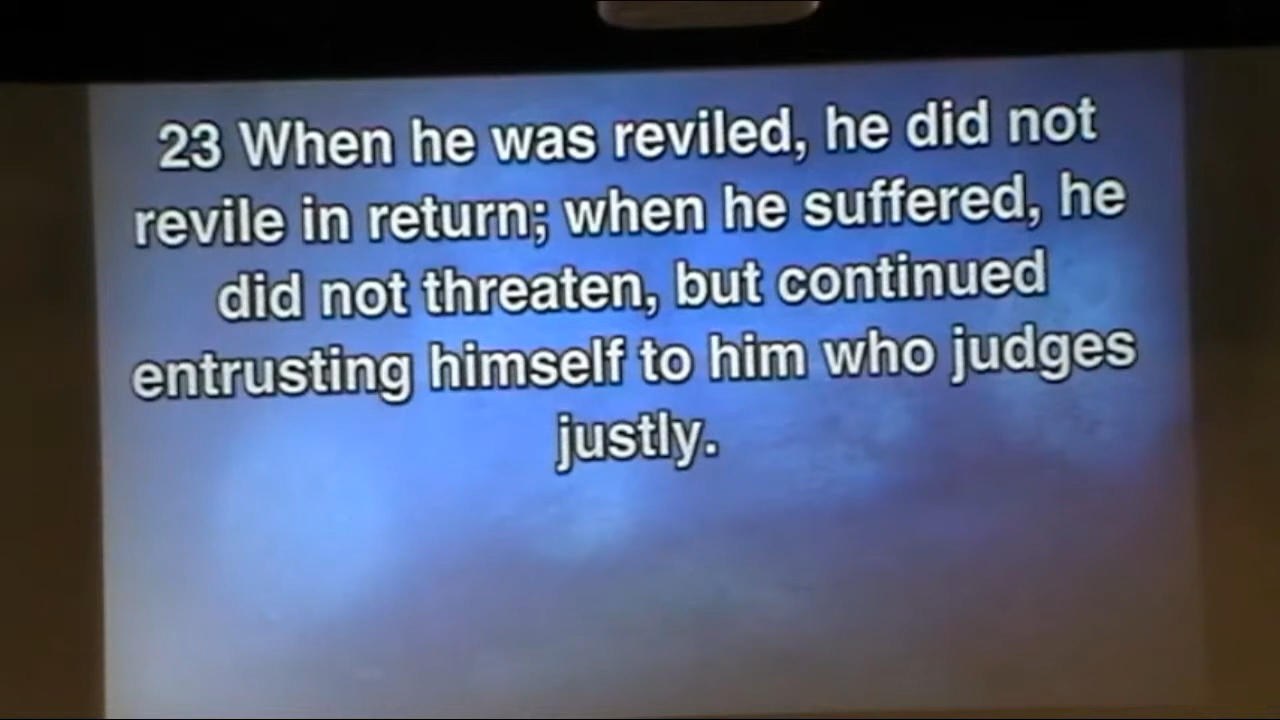 23 When he was reviled, he did not
revile in return; when he suffered, he
did not threaten, but continued
entrusting himself to him who judges
justly.